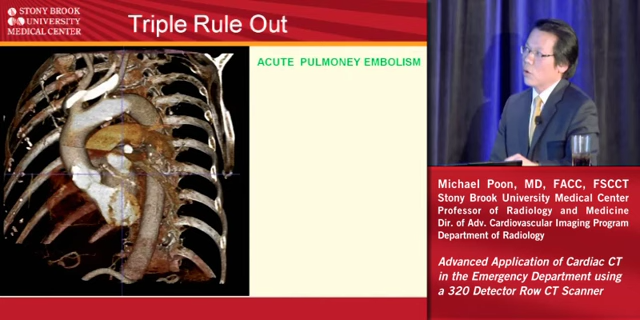 STONY BROOK
UNIVERSITY
MEDICAL CENTER
Triple Rule Out
ACUTE PULMONEY EMBOLISM
Michael Poon, MD, FACC, FSCCT
Stony Brook University Medical Center
Professor of Radiology and Medicine
Dir. of Adv. Cardiovascular Imaging Program
Department of Radiology
Advanced Application of Cardiac CT
in the Emergency Department using
a 320 Detector Row CT Scanner